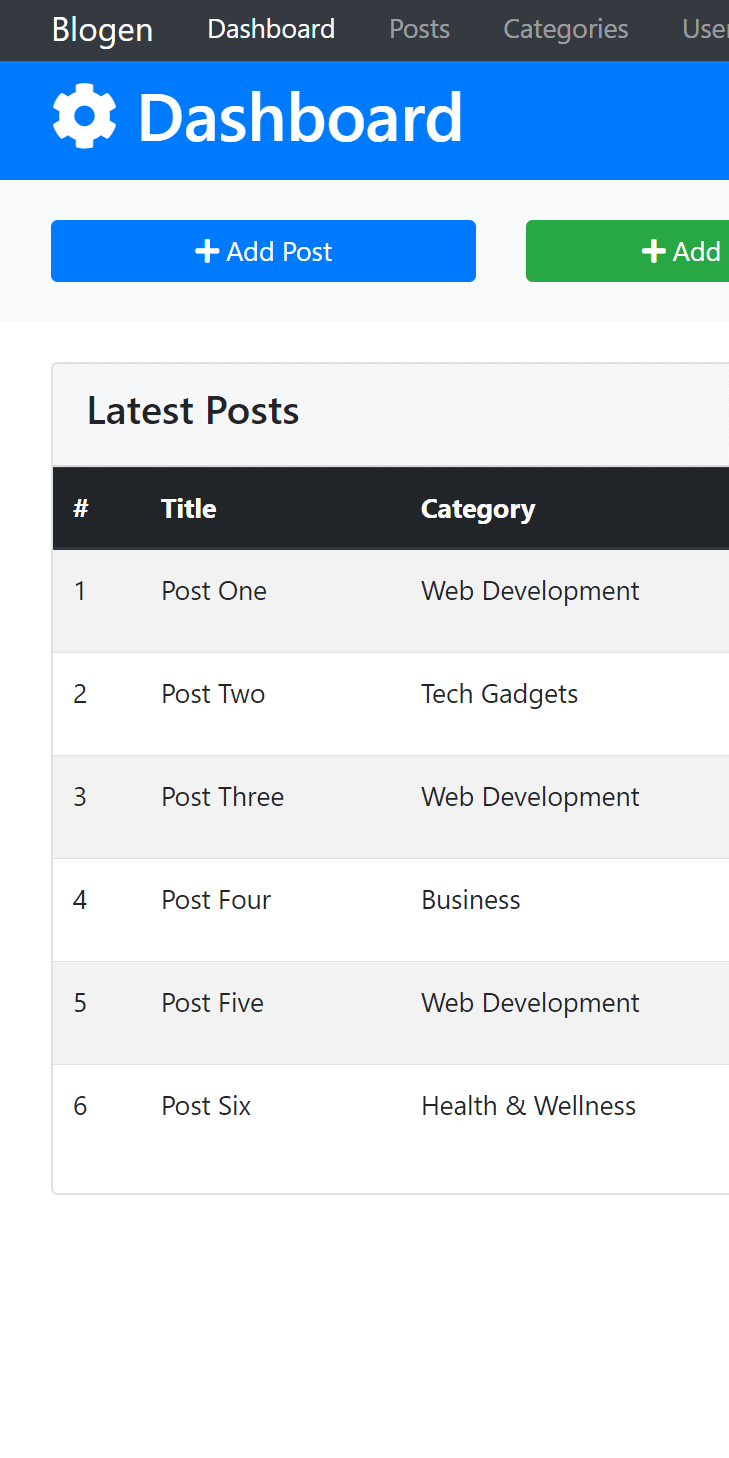 Blogen Dashboard Posts Categories
Dashboard
Add Post Add
Latest Posts
# Title Category
1 Post One Web Development
2 Post Two Tech Gadgets
3 Post Three Web Development
4 Post Four Business
5 Post Five Web Development
6 Post Six Health & Wellness